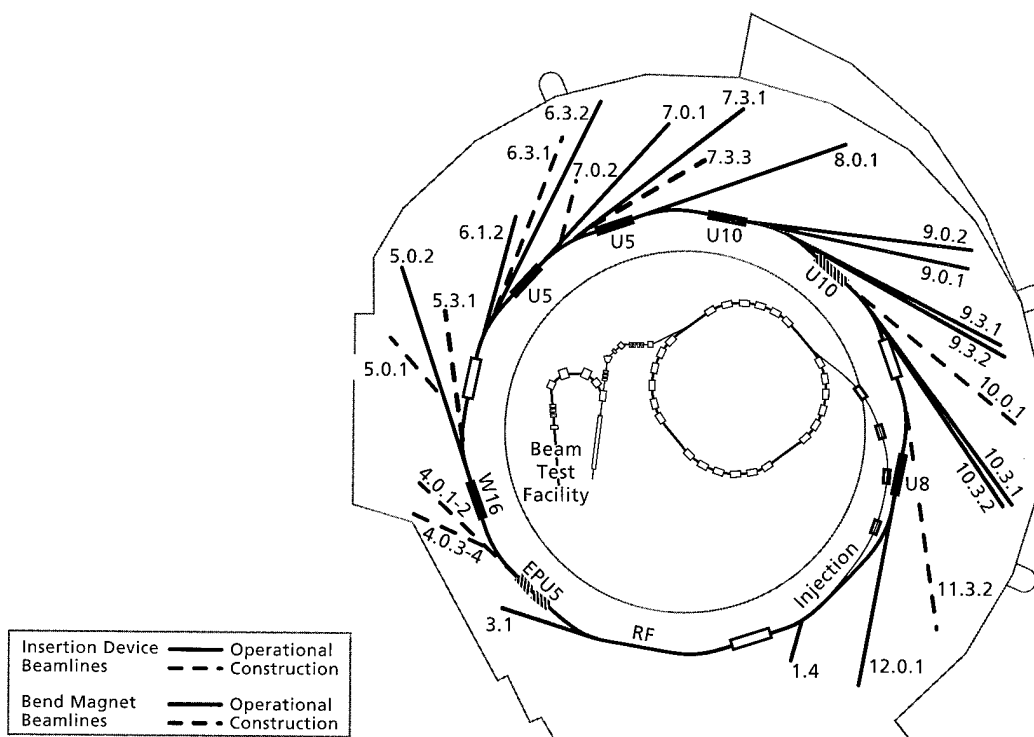 7.3.1
6.3.2
7.0.1
6.3.1
7.3.3
8.0.1
7.0.2
6.1.2
U5
U10
9.0.2
5.0.2
9.0.1
U10
U5
5.3.1
9.3.1
9.3.2
5.0.1
10.0.1
Beam
Test
Facility
10.3.1
10.3.2
W16
U8
4.0.1-2
4.0.3-4
EPU5
Injection
11.3.2
3.1
RF
1.4
12.0.1
Insertion Device Operational
Beamlines Construction
Bend Magnet Operational
Beamlines Construction